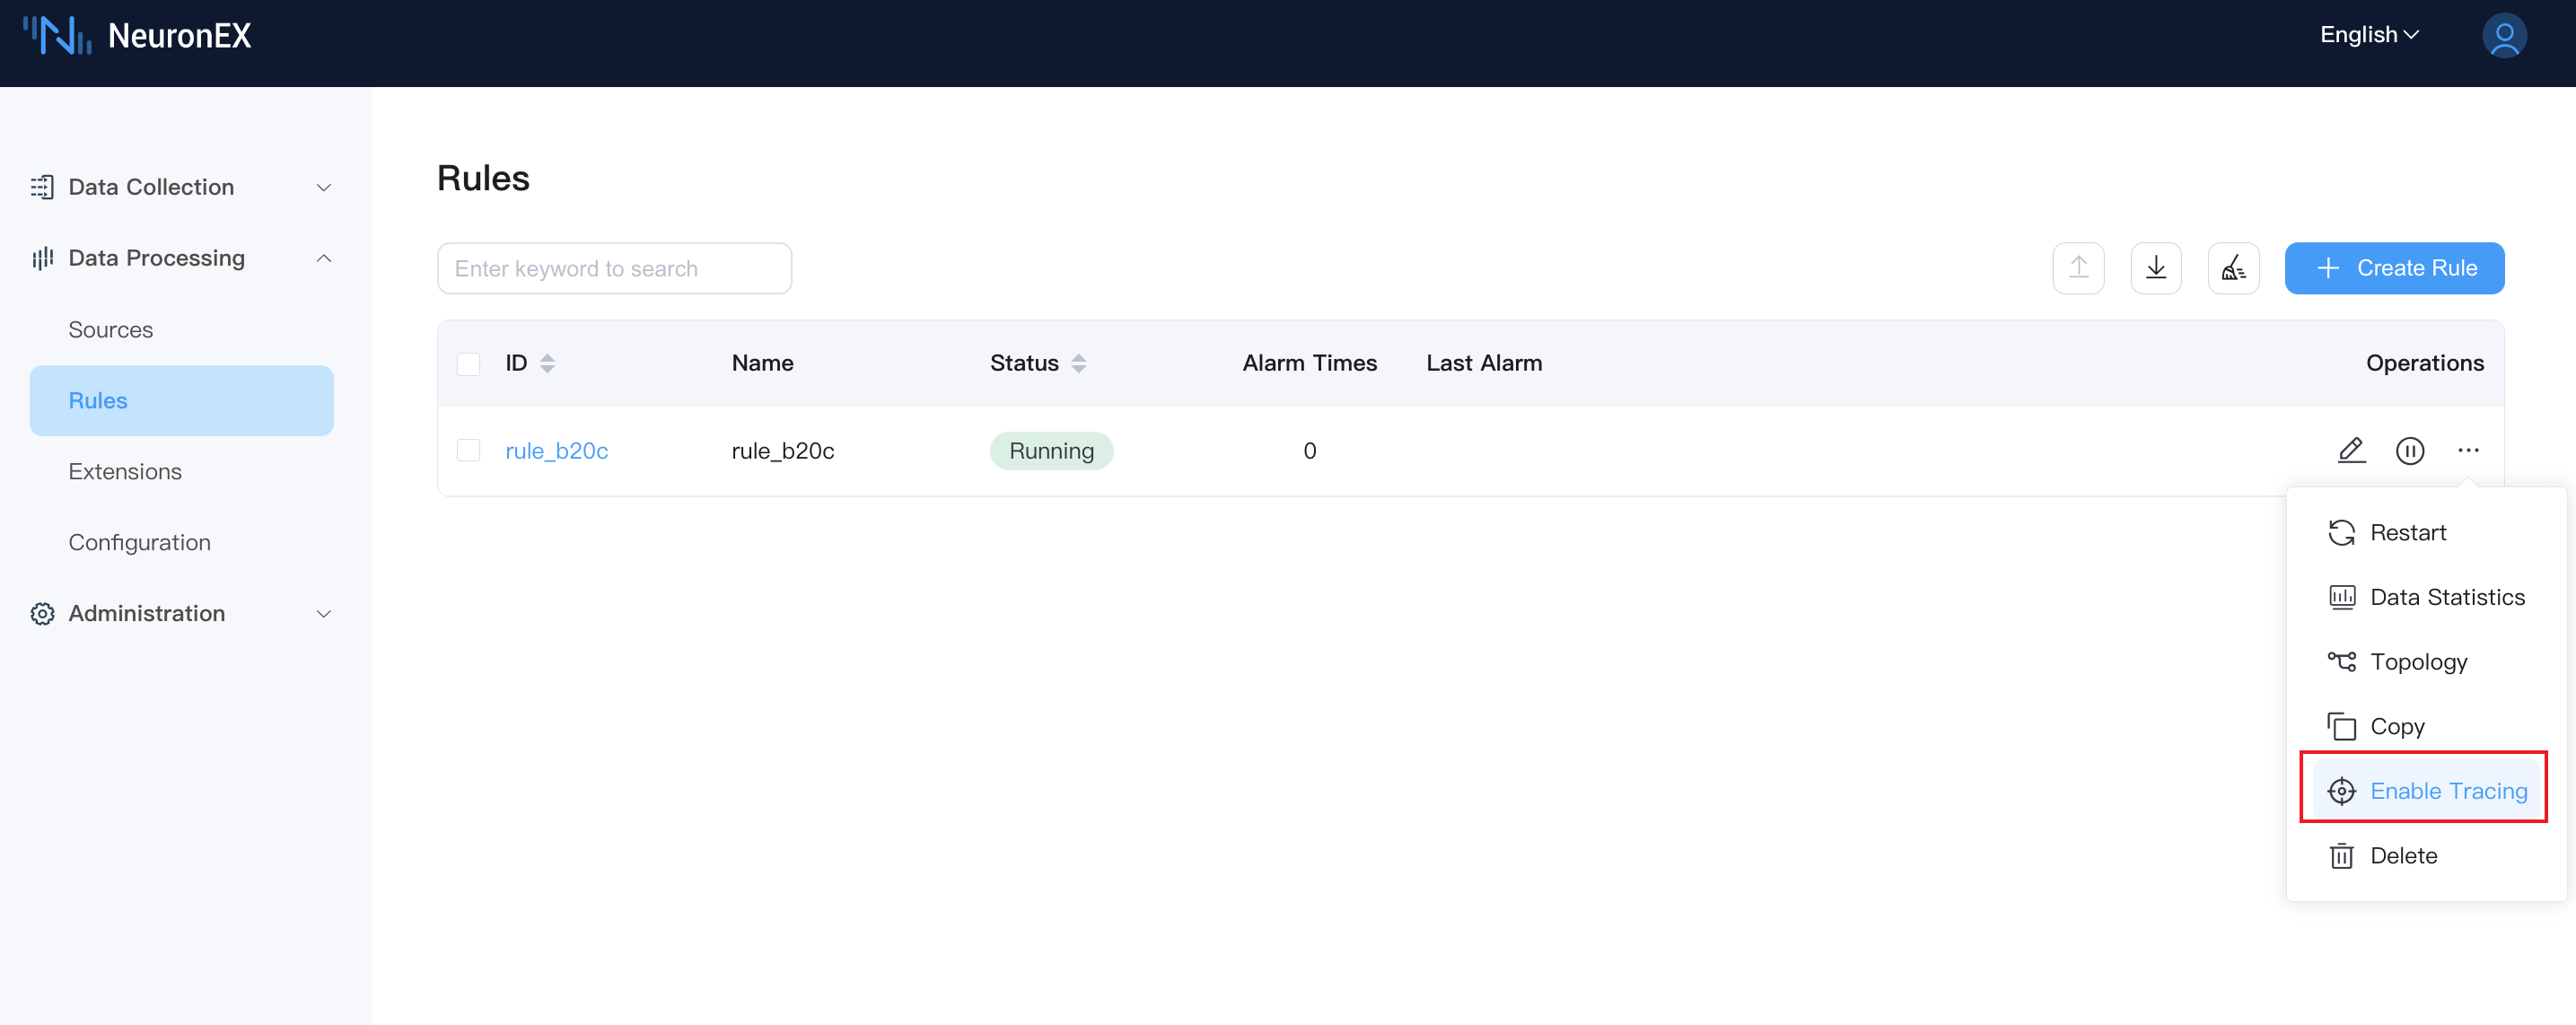 NeuronEX
English
Data Collection
Data Processing
Sources
Rules
Extensions
Configuration
Administration
Rules
Enter keyword to search
Create Rule
ID Name Status Alarm Times Last Alarm Operations
rule_b20c rule_b20c Running 0
Restart
Data Statistics
Topology
Copy
Enable Tracing
Delete